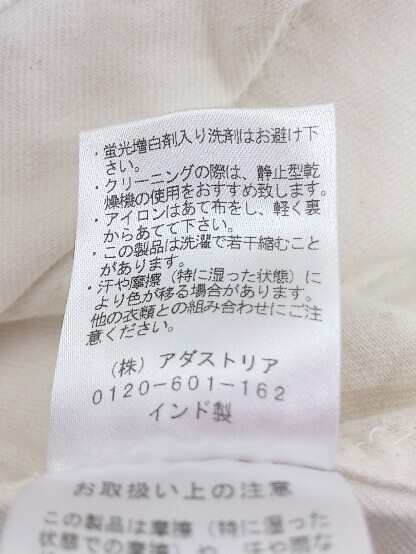 ・蛍光増白剤入り洗剤はお避け下
さい。
・クリーニングの際は、静止型乾
燥機の使用をおすすめ致します。
・アイロンはあて布をし、軽く裏
からあてて下さい。
・この製品は洗濯で若干縮むこと
があります。
・汗や摩擦（特に湿った状態）に
より色が移る場合があります。
他の衣類との組み合わせにご注
意ください。
（株）アダストリア
0120-601-162
インド製
お取扱い上の注意
この製品は摩擦（特に湿った
状態での摩擦）や、汗や雨な